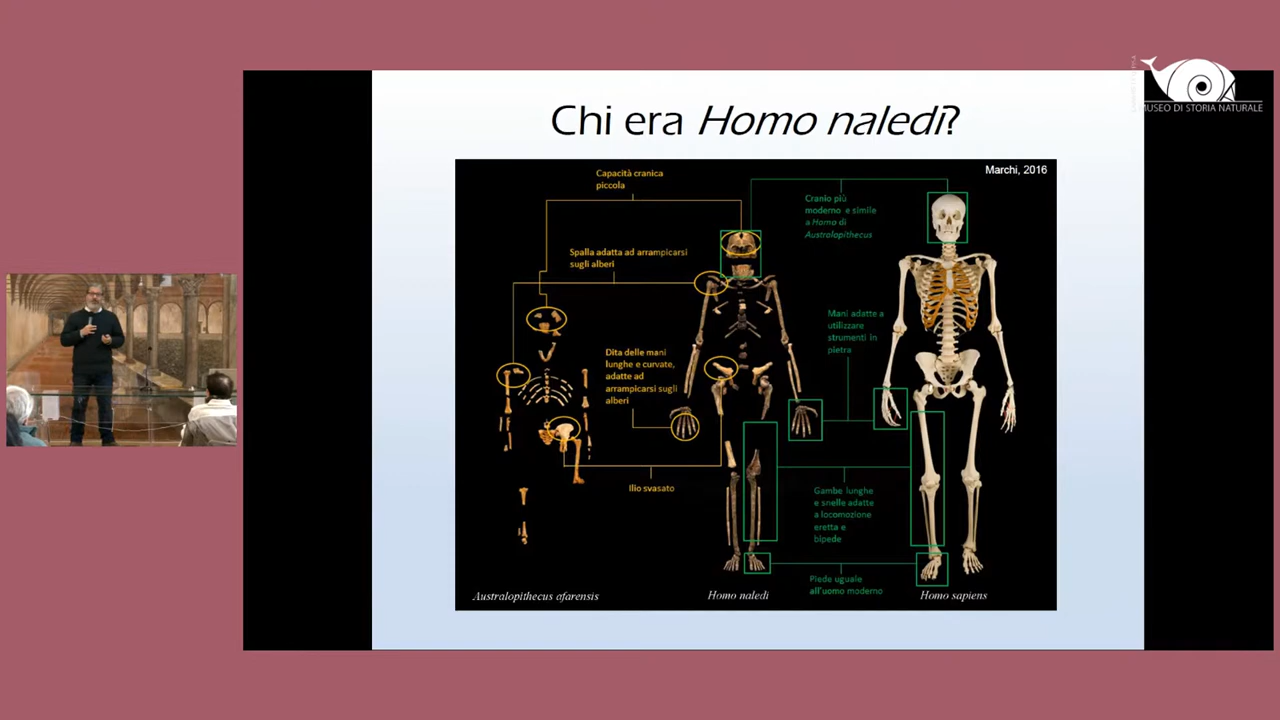 MUSEO DI STORIA NATURALE
Chi era Homo naledi?
Marchi, 2016
Capacità cranica
piccola
Cranio più
moderno e simile
a Homo di
Australopithecus
Spalla adatta ad arrampicarsi
sugli alberi
Mani adatte a
utilizzare
strumenti in
pietra
Dita delle mani
lunghe e curvate,
adatte ad
arrampicarsi sugli
alberi
Ilio svasato
Gambe lunghe
e snelle adatte
a locomozione
eretta e
bipede
Piede uguale
all'uomo moderno
Australopithecus afarensis
Homo naledi
Homo sapiens